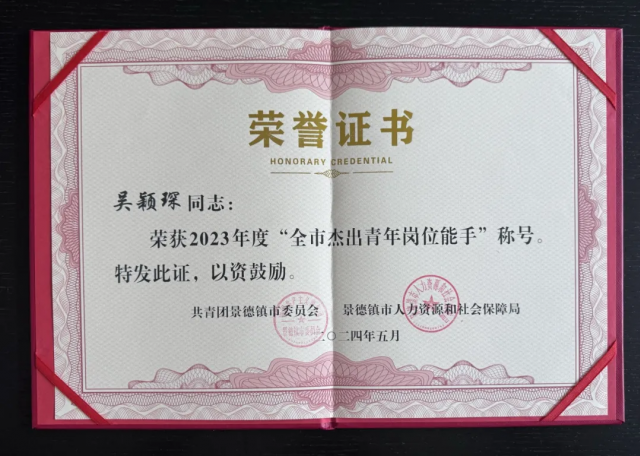 荣誉证书
HONORARY CREDENTIAL
吴颖琛同志：
荣获2023年度“全市杰出青年岗位能手”称号。
特发此证，以资鼓励。
共青团景德镇市委员会 景德镇市人力资源和社会保障局
二〇二四年五月